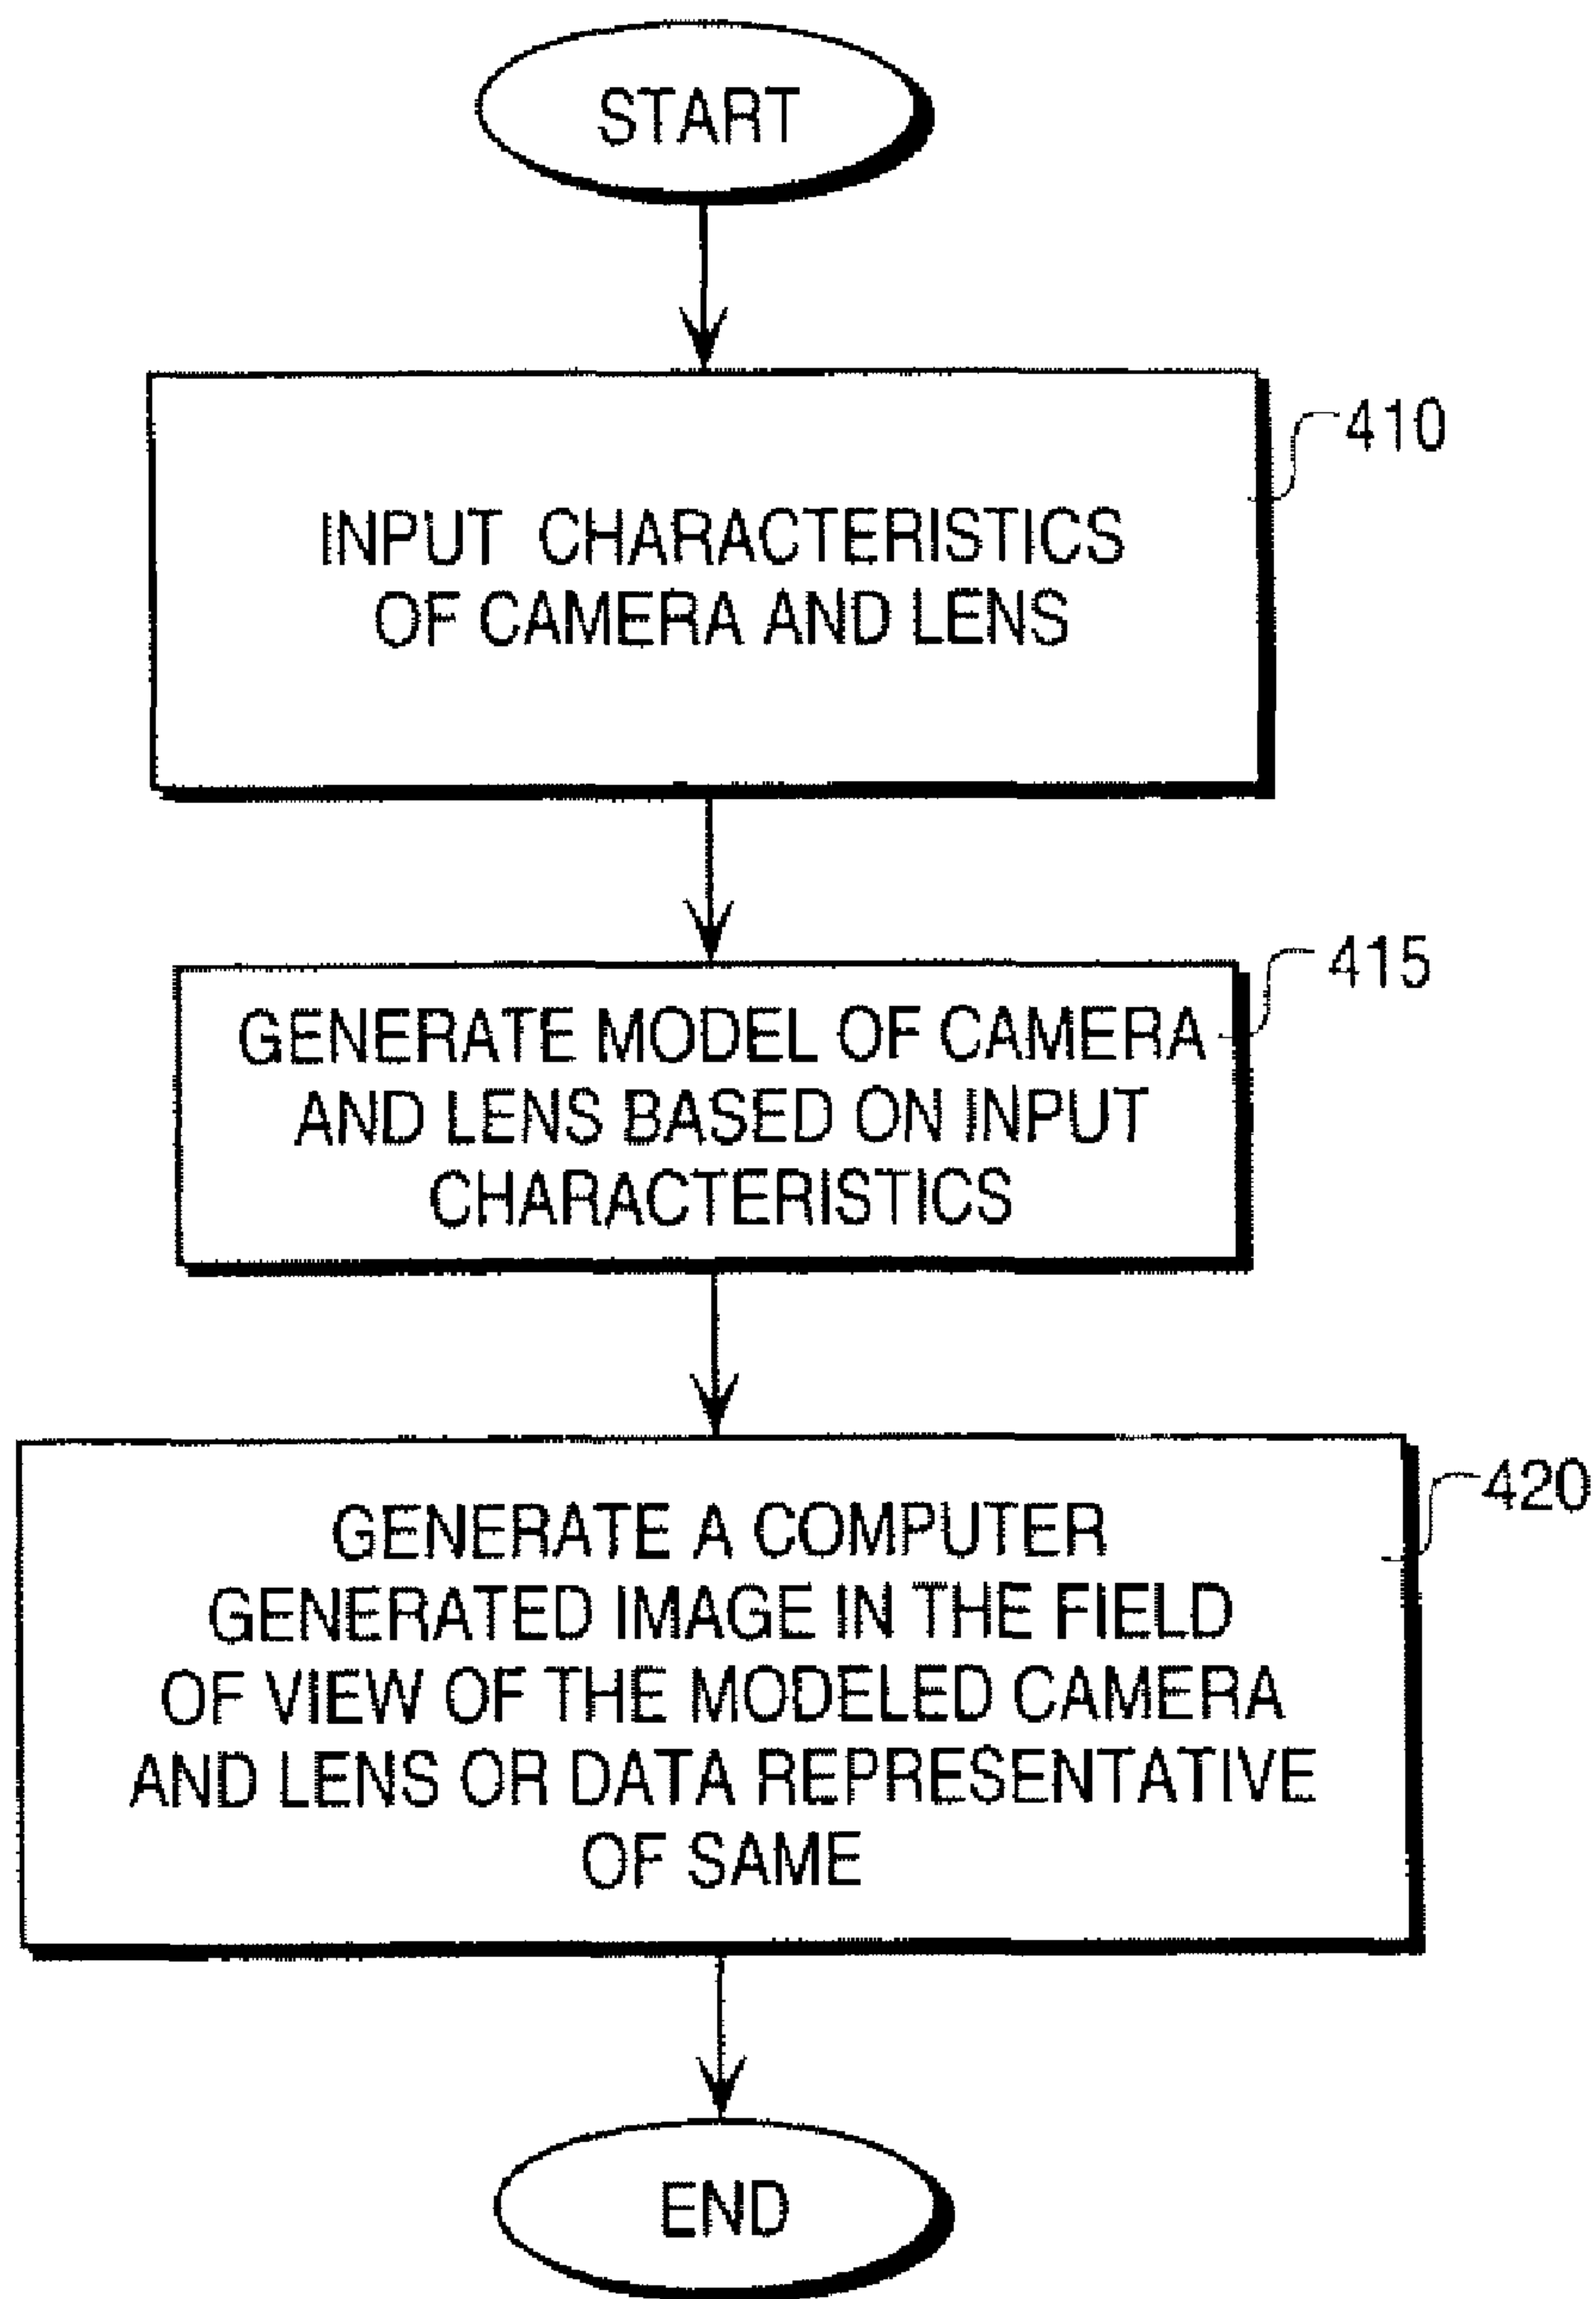 START
410
INPUT CHARACTERISTICS
OF CAMERA AND LENS
415
GENERATE MODEL OF CAMERA
AND LENS BASED ON INPUT
CHARACTERISTICS
420
GENERATE A COMPUTER
GENERATED IMAGE IN THE FIELD
OF VIEW OF THE MODELED CAMERA
AND LENS OR DATA REPRESENTATIVE
OF SAME
END